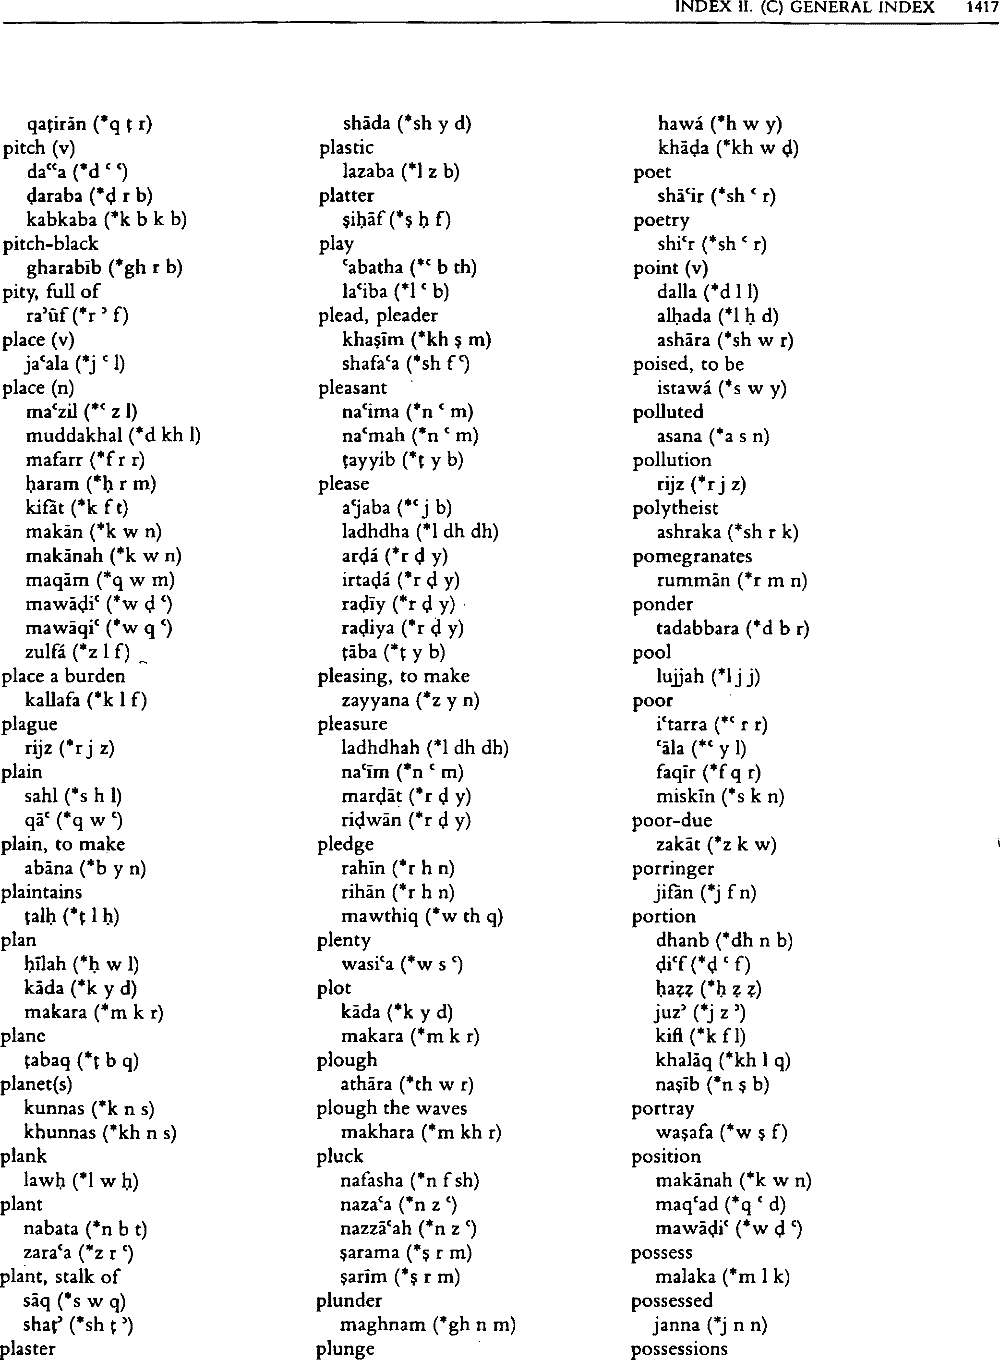 INDEX II. (C) GENERAL INDEX 1417
qaṭirān (*q ṭ r)
pitch (v)
daʿʿa (*d ʿ ʿ)
ḍaraba (*ḍ r b)
kabkaba (*k b k b)
pitch-black
gharabīb (*gh r b)
pity, full of
raʾūf (*r ʾ f)
place (v)
jaʿala (*j ʿ l)
place (n)
maʿzil (*ʿ z l)
muddakhal (*d kh l)
mafarr (*f r r)
ḥaram (*ḥ r m)
kifāt (*k f t)
makān (*k w n)
makānah (*k w n)
maqām (*q w m)
mawāḍiʿ (*w ḍ ʿ)
mawāqiʿ (*w q ʿ)
zulfá (*z l f)
place a burden
kallafa (*k l f)
plague
rijz (*r j z)
plain
sahl (*s h l)
qāʿ (*q w ʿ)
plain, to make
abāna (*b y n)
plaintains
ṭalḥ (*ṭ l ḥ)
plan
ḥīlah (*ḥ w l)
kāda (*k y d)
makara (*m k r)
plane
ṭabaq (*ṭ b q)
planet(s)
kunnas (*k n s)
khunnas (*kh n s)
plank
lawḥ (*l w ḥ)
plant
nabata (*n b t)
zaraʿa (*z r ʿ)
plant, stalk of
sāq (*s w q)
shaṭʾ (*sh ṭ ʾ)
plaster
shāda (*sh y d)
plastic
lazaba (*l z b)
platter
ṣiḥāf (*ṣ ḥ f)
play
ʿabatha (*ʿ b th)
laʿiba (*l ʿ b)
plead, pleader
khaṣīm (*kh ṣ m)
shafaʿa (*sh f ʿ)
pleasant
naʿima (*n ʿ m)
naʿmah (*n ʿ m)
ṭayyib (*ṭ y b)
please
aʿjaba (*ʿ j b)
ladhdha (*l dh dh)
arḍá (*r ḍ y)
irtaḍá (*r ḍ y)
raḍīy (*r ḍ y)
raḍiya (*r ḍ y)
ṭāba (*ṭ y b)
pleasing, to make
zayyana (*z y n)
pleasure
ladhdhah (*l dh dh)
naʿīm (*n ʿ m)
marḍāt (*r ḍ y)
riḍwān (*r ḍ y)
pledge
rahīn (*r h n)
rihān (*r h n)
mawthiq (*w th q)
plenty
wasiʿa (*w s ʿ)
plot
kāda (*k y d)
makara (*m k r)
plough
athāra (*th w r)
plough the waves
makhara (*m kh r)
pluck
nafasha (*n f sh)
nazaʿa (*n z ʿ)
nazzāʿah (*n z ʿ)
ṣarama (*ṣ r m)
ṣarīm (*ṣ r m)
plunder
maghnam (*gh n m)
plunge
hawá (*h w y)
khāḍa (*kh w ḍ)
poet
shāʿir (*sh ʿ r)
poetry
shiʿr (*sh ʿ r)
point (v)
dalla (*d l l)
alḥada (*l ḥ d)
ashāra (*sh w r)
poised, to be
istawá (*s w y)
polluted
asana (*a s n)
pollution
rijz (*r j z)
polytheist
ashraka (*sh r k)
pomegranates
rummān (*r m n)
ponder
tadabbara (*d b r)
pool
lujjah (*l j j)
poor
iʿtarra (*ʿ r r)
ʿāla (*ʿ y l)
faqīr (*f q r)
miskīn (*s k n)
poor-due
zakāt (*z k w)
porringer
jifān (*j f n)
portion
dhanb (*dh n b)
ḍiʿf (*ḍ ʿ f)
ḥaẓẓ (*ḥ ẓ ẓ)
juzʾ (*j z ʾ)
kifl (*k f l)
khalāq (*kh l q)
naṣīb (*n ṣ b)
portray
waṣafa (*w ṣ f)
position
makānah (*k w n)
maqʿad (*q ʿ d)
mawāḍiʿ (*w ḍ ʿ)
possess
malaka (*m l k)
possessed
janna (*j n n)
possessions